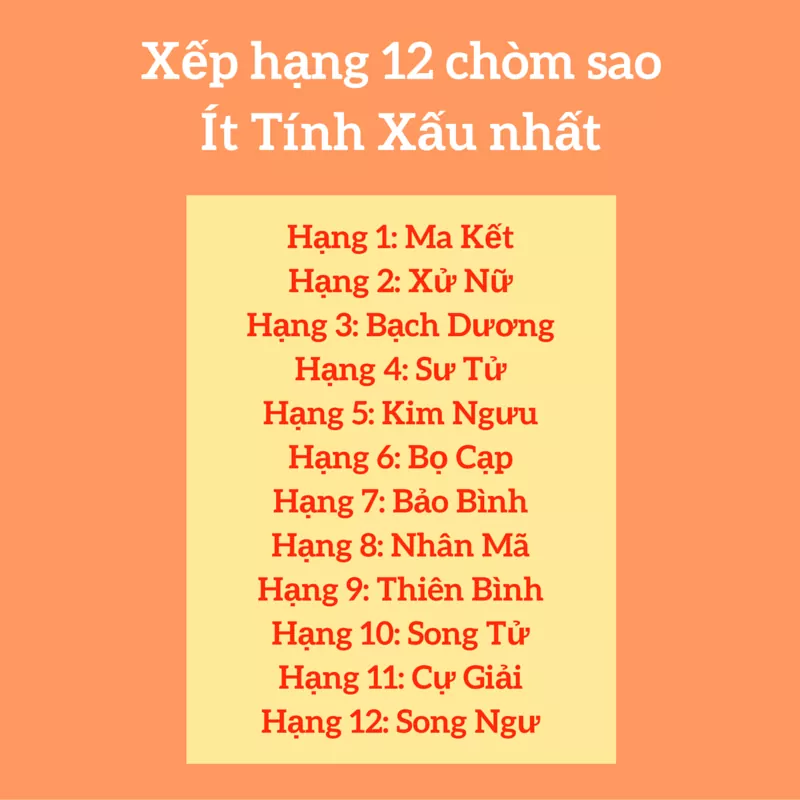 Xếp hạng 12 chòm sao
Ít Tính Xấu nhất
Hạng 1: Ma Kết
Hạng 2: Xử Nữ
Hạng 3: Bạch Dương
Hạng 4: Sư Tử
Hạng 5: Kim Ngưu
Hạng 6: Bọ Cạp
Hạng 7: Bảo Bình
Hạng 8: Nhân Mã
Hạng 9: Thiên Bình
Hạng 10: Song Tử
Hạng 11: Cự Giải
Hạng 12: Song Ngư